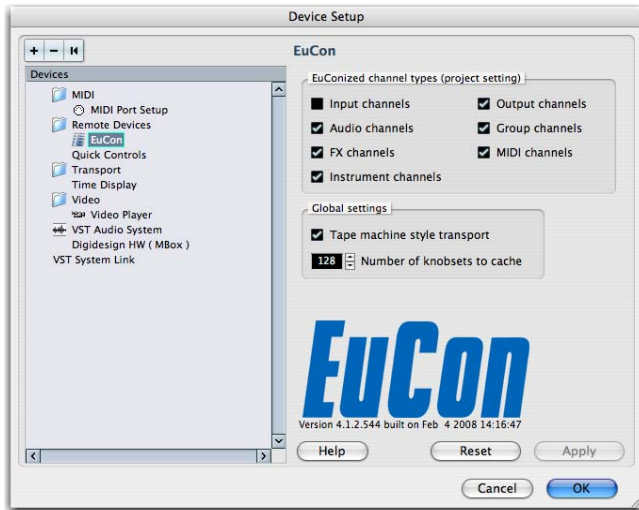 Device Setup
EuCon
Devices
MIDI
MIDI Port Setup
Remote Devices
EuCon
Quick Controls
Transport
Time Display
Video
Video Player
VST Audio System
Digidesign HW ( MBox )
VST System Link
EuConized channel types (project setting)
Input channels
Output channels
Audio channels
Group channels
FX channels
MIDI channels
Instrument channels
Global settings
Tape machine style transport
128 Number of knobsets to cache
EUCON
Version 4.1.2.544 built on Feb 4 2008 14:16:47
Help
Reset
Apply
Cancel
OK